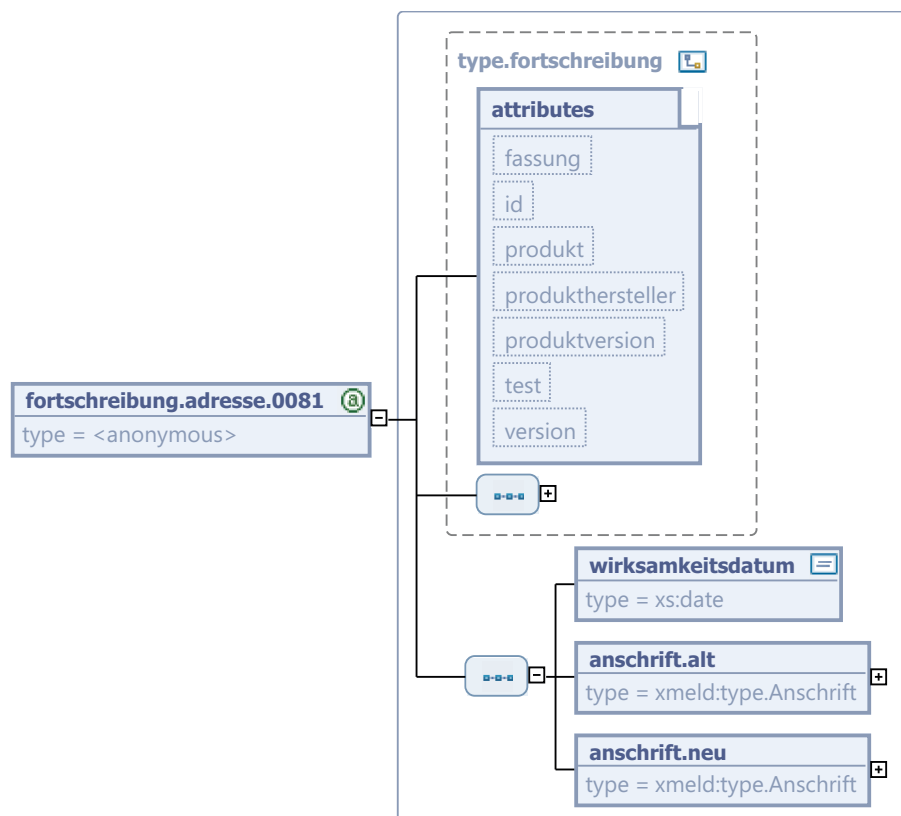 type.fortschreibung
attributes
fassung
id
produkt
produkthersteller
produktversion
test
version
fortschreibung.adresse.0081
type = <anonymous>
wirksamkeitsdatum
type = xs:date
anschrift.alt
type = xmeld:type.Anschrift
anschrift.neu
type = xmeld:type.Anschrift